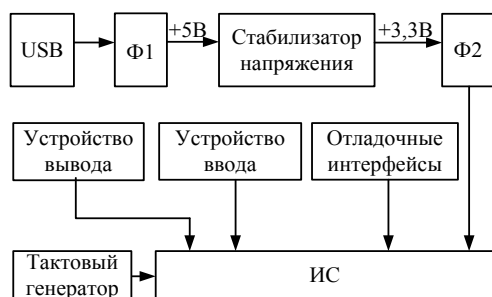 USB
Ф1
+5В
Стабилизатор
напряжения
+3,3В
Ф2
Устройство
вывода
Устройство
ввода
Отладочные
интерфейсы
Тактовый
генератор
ИС